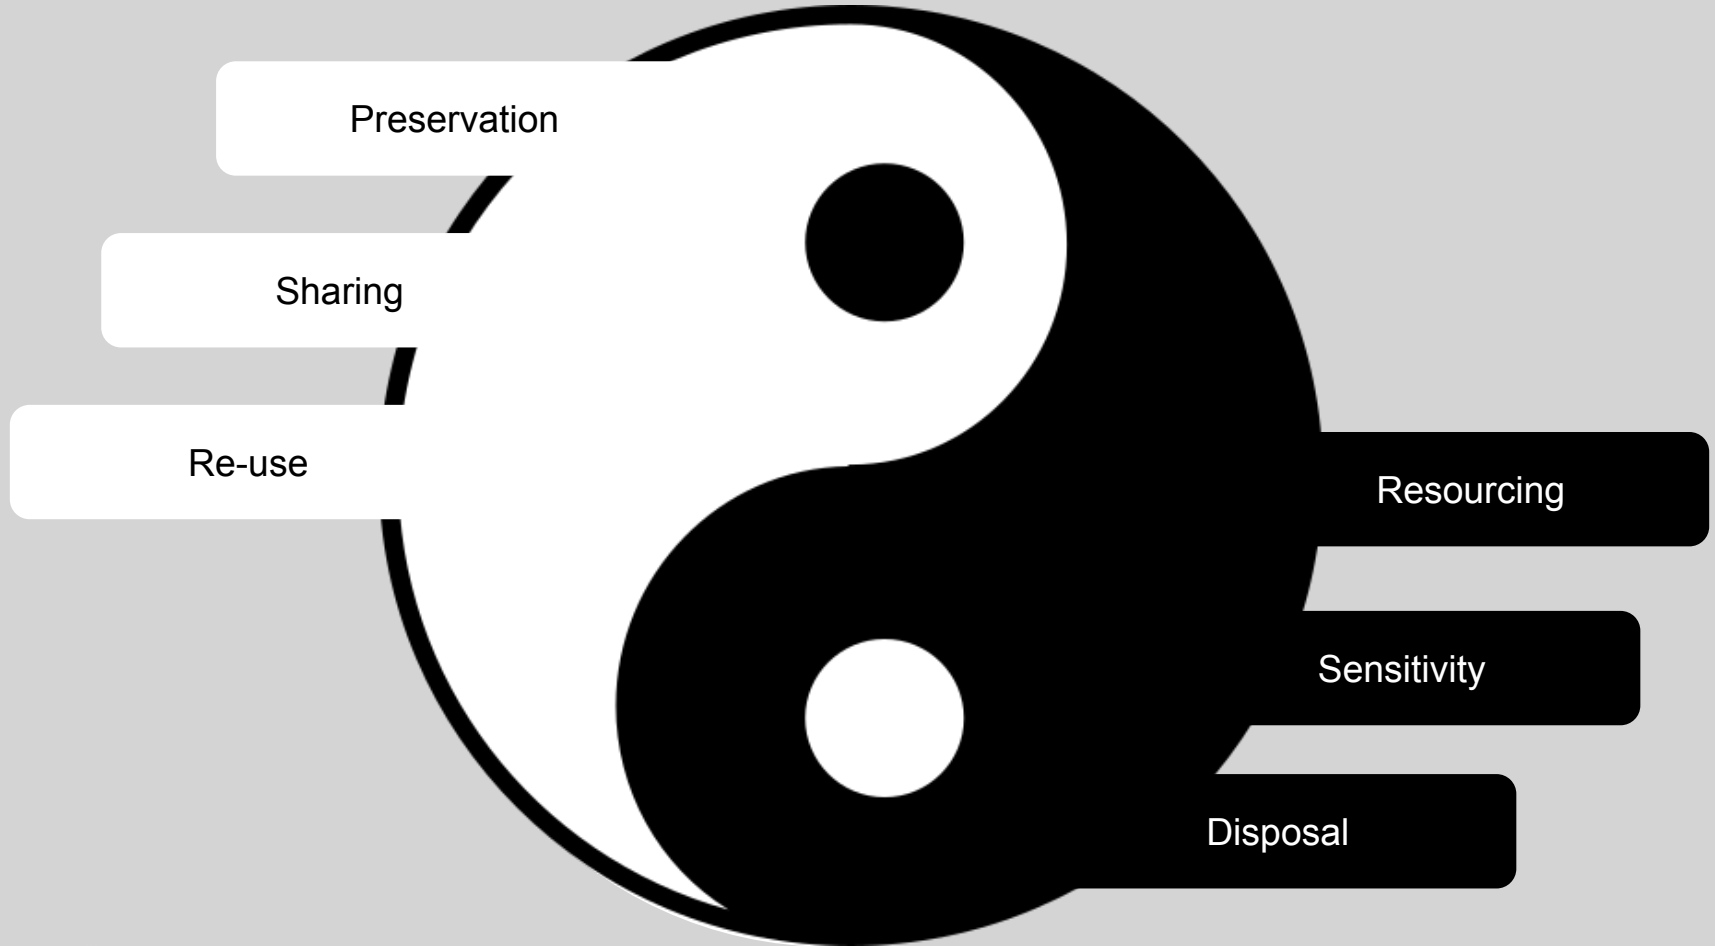 Preservation
Sharing
Re-use
Resourcing
Sensitivity
Disposal